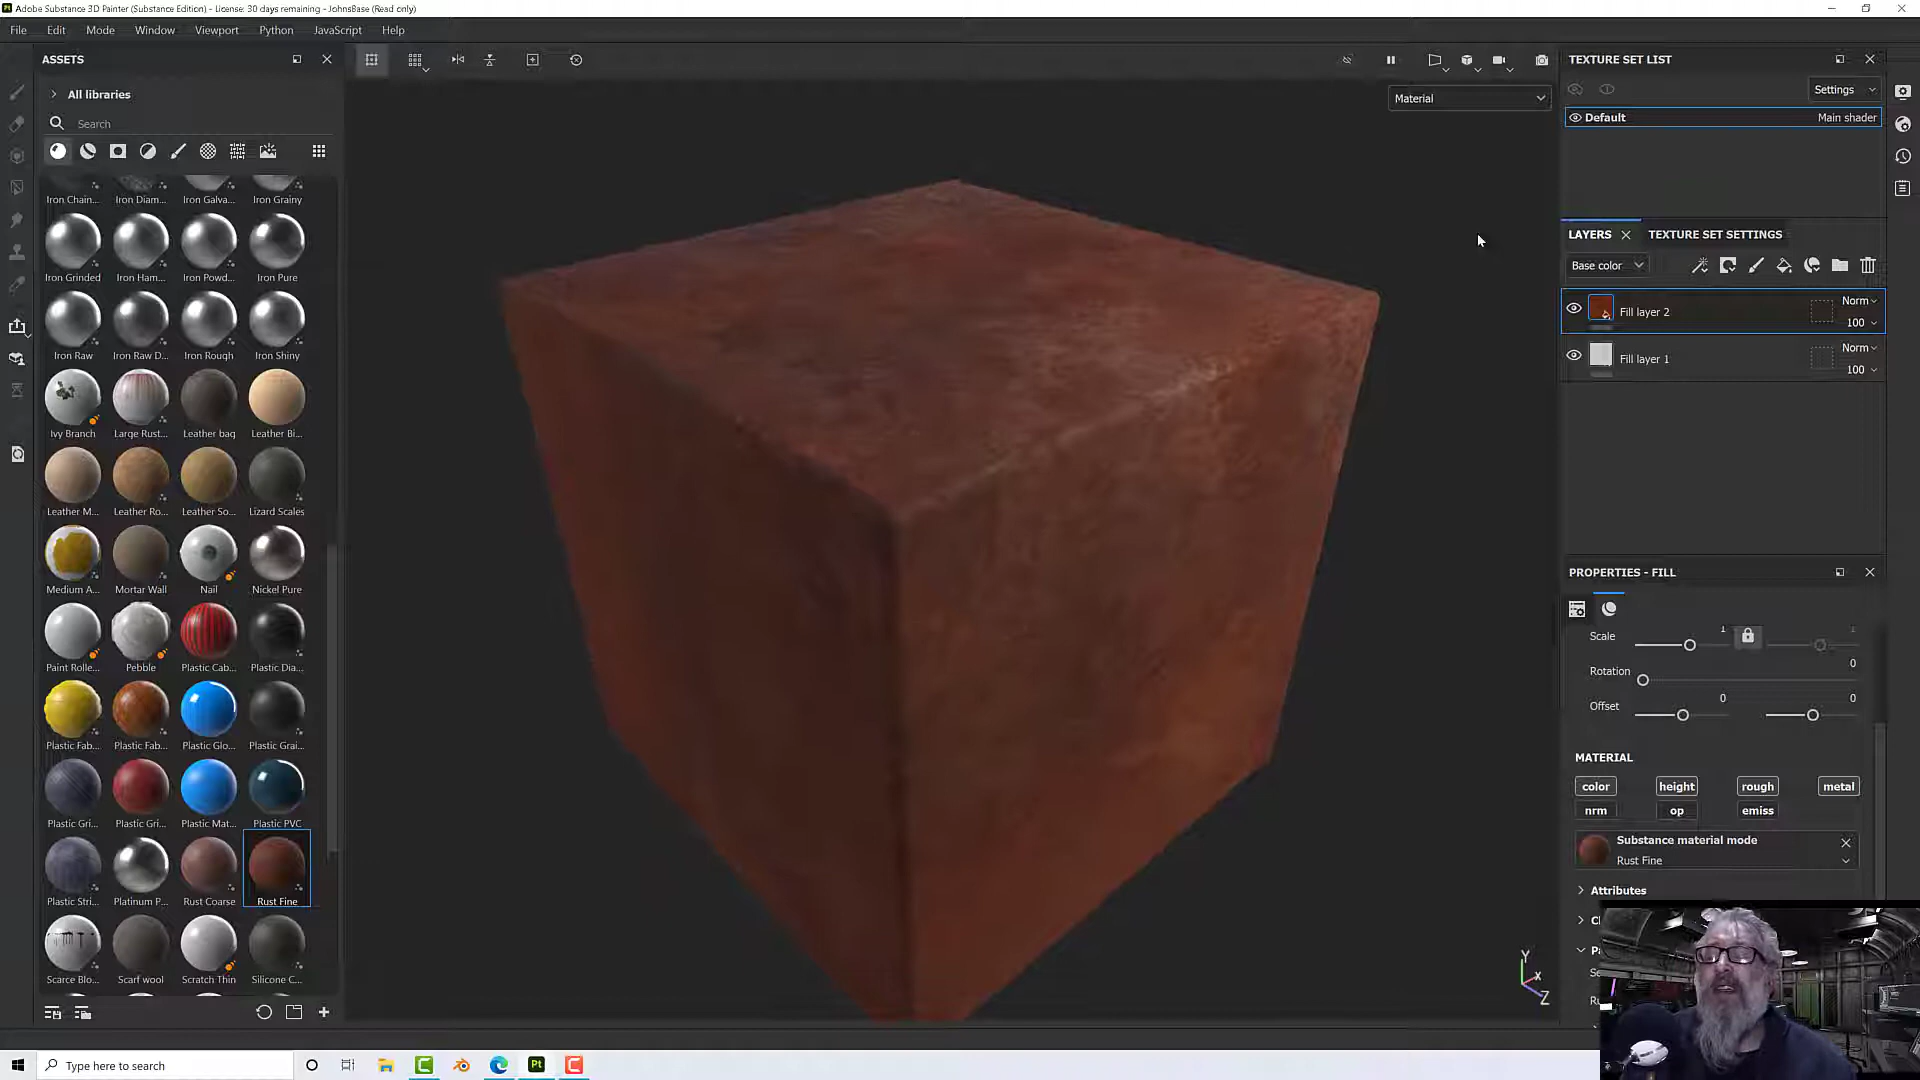 Adobe Substance 3D Painter (Substance Edition) - License: 30 days remaining - JohnsBase (Read only)
File Edit Mode Window Viewport Python JavaScript Help
ASSETS
All libraries
Search
Iron Chain... Iron Diam... Iron Galva... Iron Grainy
Iron Grinded Iron Ham... Iron Powd... Iron Pure
Iron Raw Iron Raw D... Iron Rough Iron Shiny
Ivy Branch Large Rust... Leather bag Leather Bi...
Leather M... Leather Ro... Leather So... Lizard Scales
Medium A... Mortar Wall Nail Nickel Pure
Paint Rolle... Pebble Plastic Cab... Plastic Dia...
Plastic Fab... Plastic Fab... Plastic Glo... Plastic Grai...
Plastic Gri... Plastic Gri... Plastic Mat... Plastic PVC
Plastic Stri... Platinum P... Rust Coarse Rust Fine
Scarce Blo... Scarf wool Scratch Thin Silicone C...
Material
Y
X
Z
TEXTURE SET LIST
Settings
Default Main shader
LAYERS TEXTURE SET SETTINGS
Base color
Fill layer 2 Norm
100
Fill layer 1 Norm
100
PROPERTIES - FILL
Scale 1 1
Rotation 0
Offset 0 0
MATERIAL
color height rough metal
nrm op emiss
Substance material mode
Rust Fine
Attributes
Type here to search
Pt